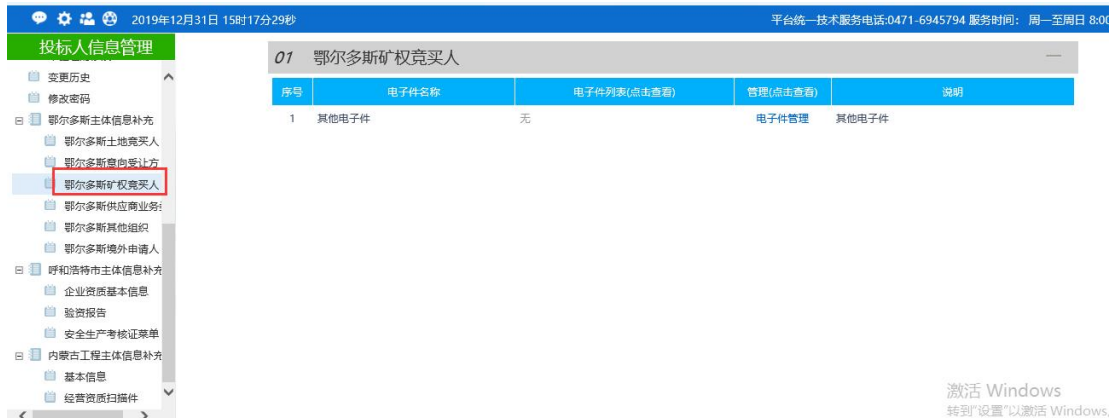 2019年12月31日 15时17分29秒
平台统一技术服务电话:0471-6945794 服务时间： 周一至周日 8:00
投标人信息管理
变更历史
修改密码
鄂尔多斯主体信息补充
鄂尔多斯土地竞买人
鄂尔多斯意向受让方
鄂尔多斯矿权竞买人
鄂尔多斯供应商业务
鄂尔多斯其他组织
鄂尔多斯境外申请人
呼和浩特市主体信息补充
企业资质基本信息
验资报告
安全生产考核证菜单
内蒙古工程主体信息补充
基本信息
经营资质扫描件
01 鄂尔多斯矿权竞买人
序号 电子件名称 电子件列表(点击查看) 管理(点击查看) 说明
1 其他电子件 无 电子件管理 其他电子件
激活 Windows
转到"设置"以激活 Windows